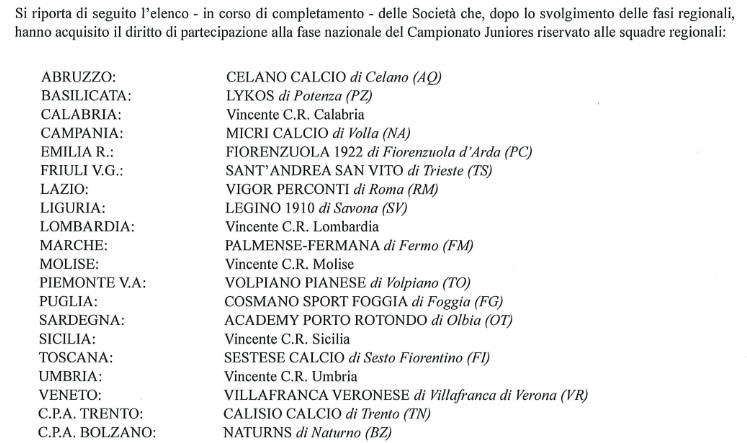 Si riporta di seguito l'elenco - in corso di completamento - delle Società che, dopo lo svolgimento delle fasi regionali,
hanno acquisito il diritto di partecipazione alla fase nazionale del Campionato Juniores riservato alle squadre regionali:
ABRUZZO: CELANO CALCIO di Celano (AQ)
BASILICATA: LYKOS di Potenza (PZ)
CALABRIA: Vincente C.R. Calabria
CAMPANIA: MICRI CALCIO di Volla (NA)
EMILIA R.: FIORENZUOLA 1922 di Fiorenzuola d'Arda (PC)
FRIULI V.G.: SANT'ANDREA SAN VITO di Trieste (TS)
LAZIO: VIGOR PERCONTI di Roma (RM)
LIGURIA: LEGINO 1910 di Savona (SV)
LOMBARDIA: Vincente C.R. Lombardia
MARCHE: PALMENSE-FERMANA di Fermo (FM)
MOLISE: Vincente C.R. Molise
PIEMONTE V.A: VOLPIANO PIANESE di Volpiano (TO)
PUGLIA: COSMANO SPORT FOGGIA di Foggia (FG)
SARDEGNA: ACADEMY PORTO ROTONDO di Olbia (OT)
SICILIA: Vincente C.R. Sicilia
TOSCANA: SESTESE CALCIO di Sesto Fiorentino (FI)
UMBRIA: Vincente C.R. Umbria
VENETO: VILLAFRANCA VERONESE di Villafranca di Verona (VR)
C.P.A. TRENTO: CALISIO CALCIO di Trento (TN)
C.P.A. BOLZANO: NATURNS di Naturno (BZ)